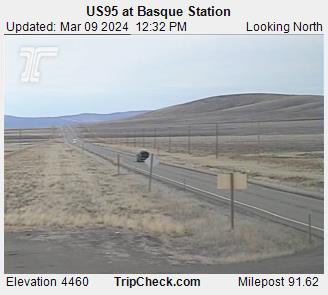 US95 at Basque Station
Updated: Mar 09 2024 12:32 PM Looking North
Elevation 4460 TripCheck.com Milepost 91.62